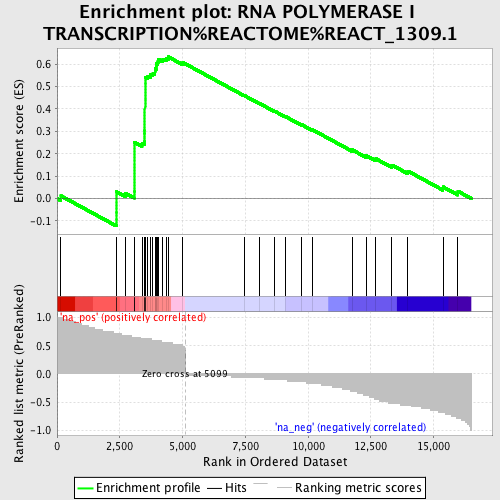 Enrichment plot: RNA POLYMERASE I
TRANSCRIPTION%REACTOME%REACT_1309.1
Enrichment score (ES)
0.6
0.5
0.4
0.3
0.2
0.1
0.0
-0.1
Ranked list metric (PreRanked)
1.0
0.5
0.0
-0.5
-1.0
'na_pos' (positively correlated)
Zero cross at 5099
'na_neg' (negatively correlated)
0 2,500 5,000 7,500 10,000 12,500 15,000
Rank in Ordered Dataset
Enrichment profile Hits Ranking metric scores